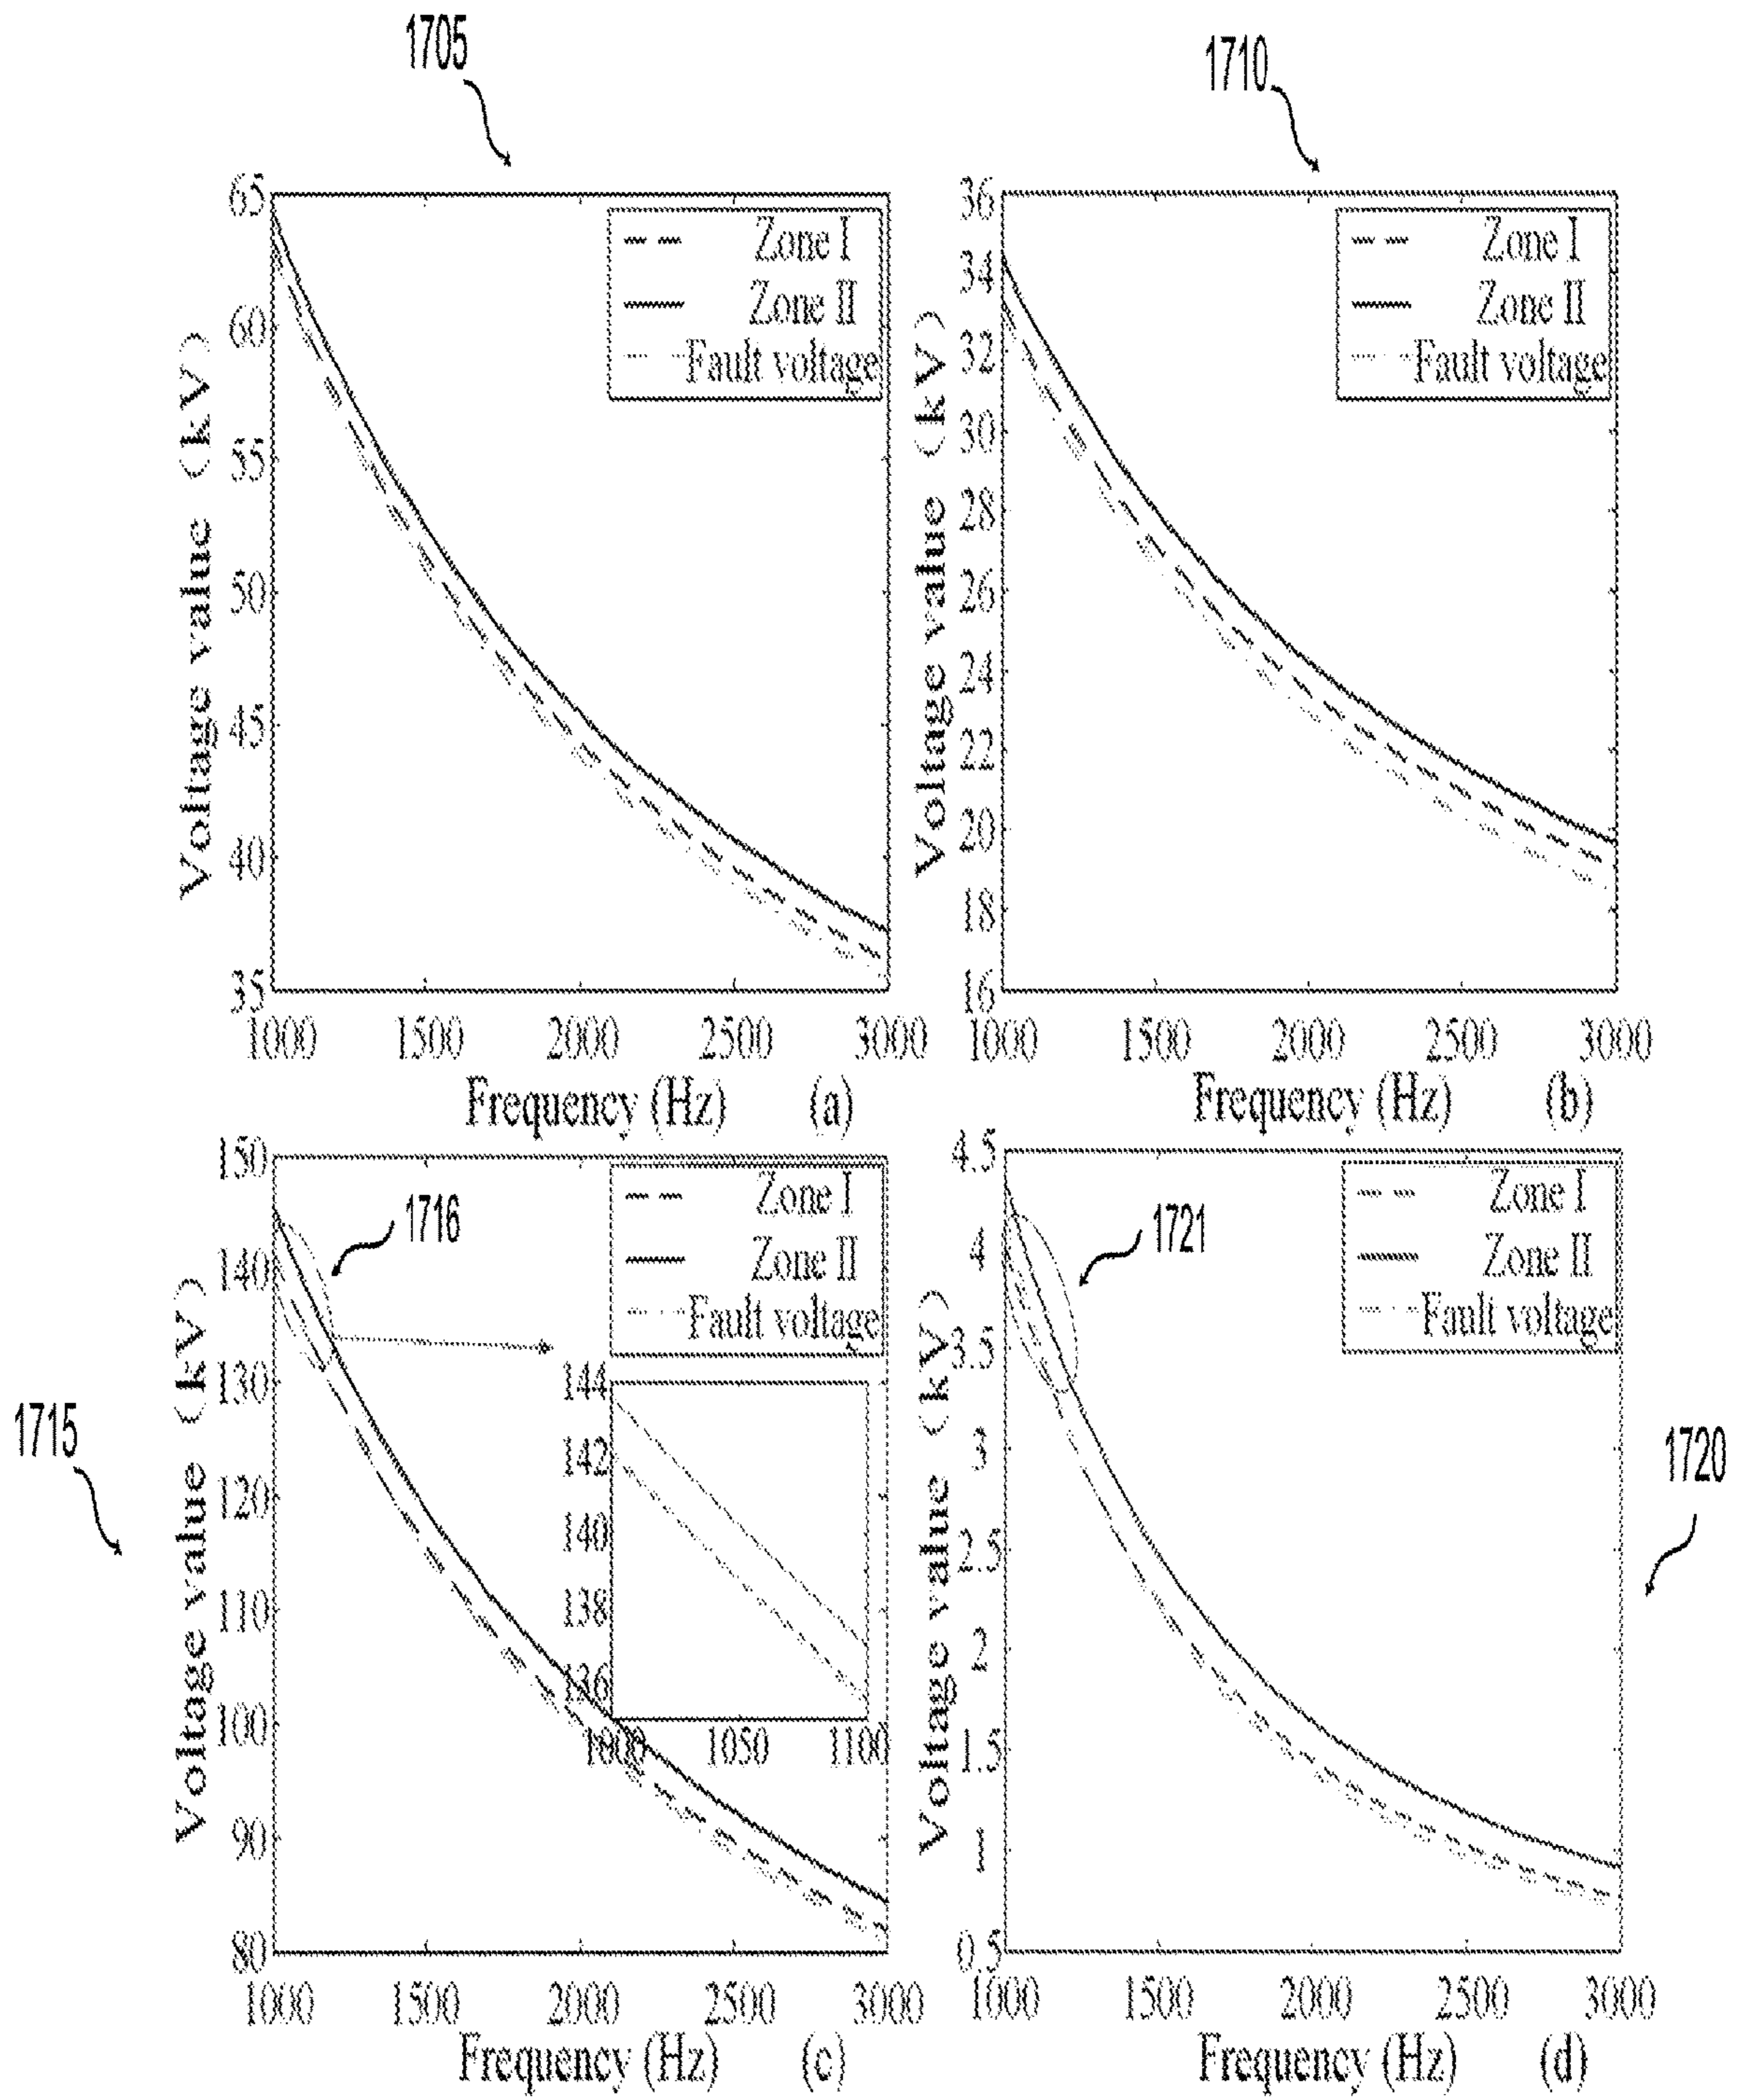 1705
1710
65
60
55
50
45
40
35
Voltage value (kV)
Zone I
Zone II
Fault voltage
1000 1500 2000 2500 3000
Frequency (Hz) (a)
36
34
32
30
28
26
24
22
20
18
16
Voltage value (kV)
Zone I
Zone II
Fault voltage
1000 1500 2000 2500 3000
Frequency (Hz) (b)
1715
150
140
130
120
110
100
90
80
Voltage value (kV)
1716
Zone I
Zone II
Fault voltage
144
142
140
138
136
1000 1050 1100
1000 1500 2000 2500 3000
Frequency (Hz) (c)
4.5
4
3.5
3
2.5
2
1.5
1
0.5
Voltage value (kV)
1721
Zone I
Zone II
Fault voltage
1720
1000 1500 2000 2500 3000
Frequency (Hz) (d)